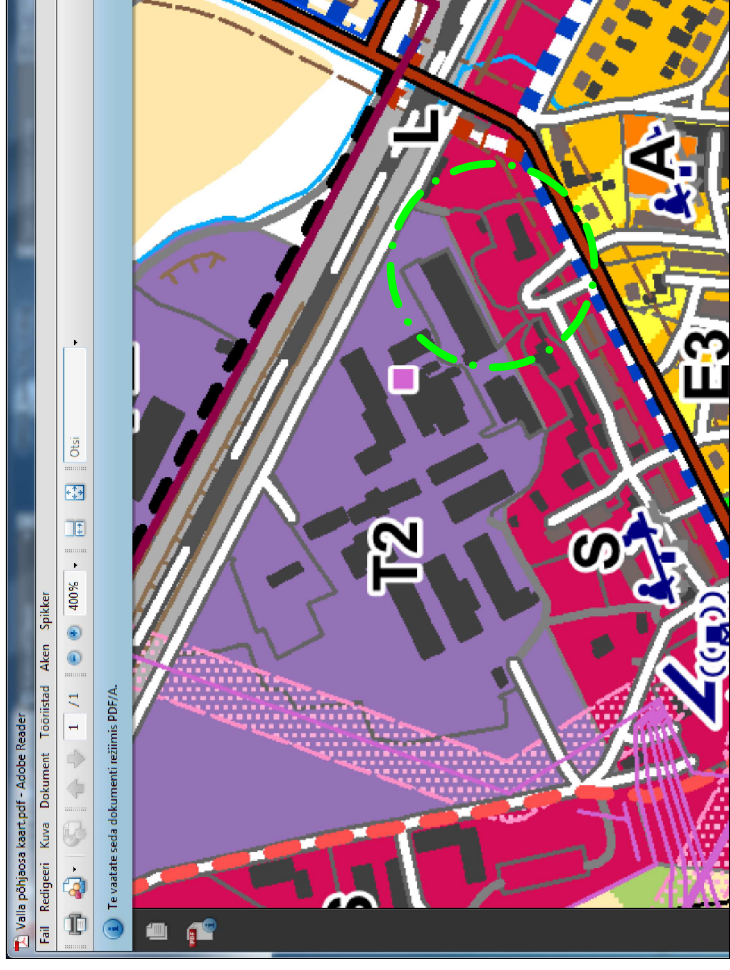 Valla põhjaosa kaart.pdf - Adobe Reader
Fail Redigeeri Kuva Dokument Tööriistad Aken Spikker
1 / 1 400% Otsi
Te vaatate seda dokumenti režiimis PDF/A.
L
A
T2
E3
S